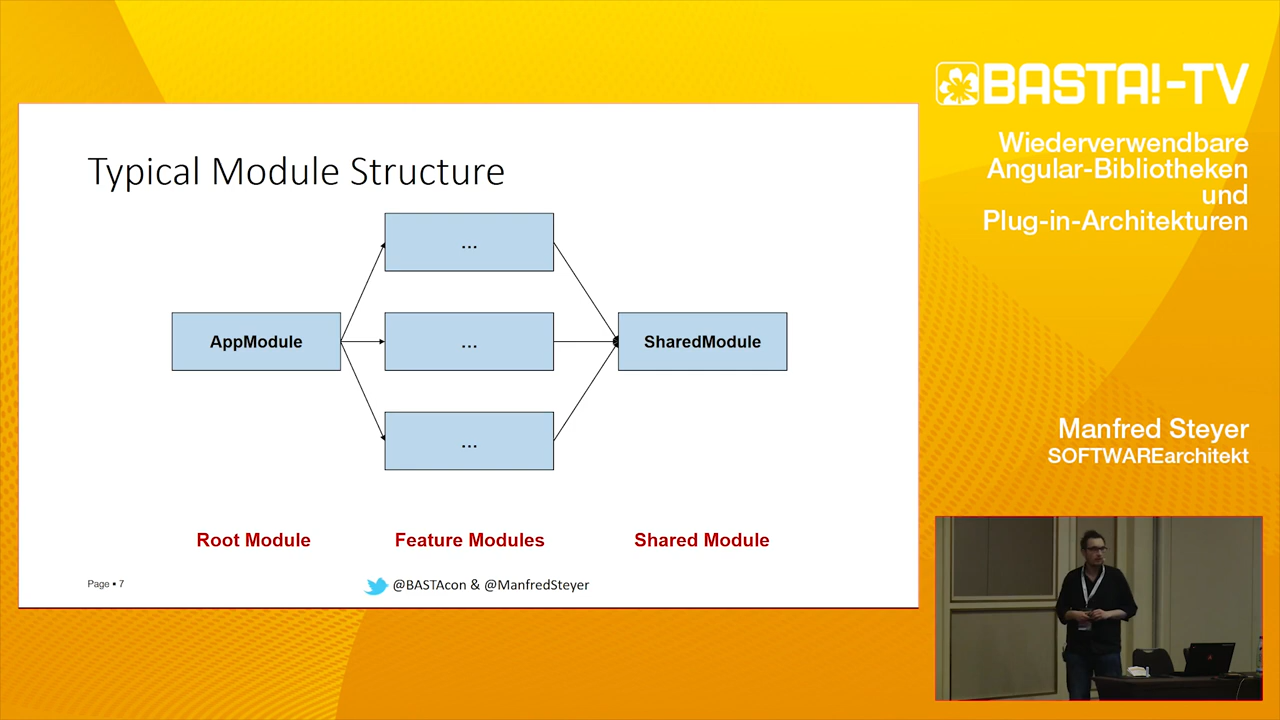 BASTA!-TV
Wiederverwendbare
Angular-Bibliotheken
und
Plug-in-Architekturen
Typical Module Structure
...
AppModule
...
SharedModule
...
Root Module
Feature Modules
Shared Module
Page ▪ 7
@BASTAcon & @ManfredSteyer
Manfred Steyer
SOFTWAREarchitekt